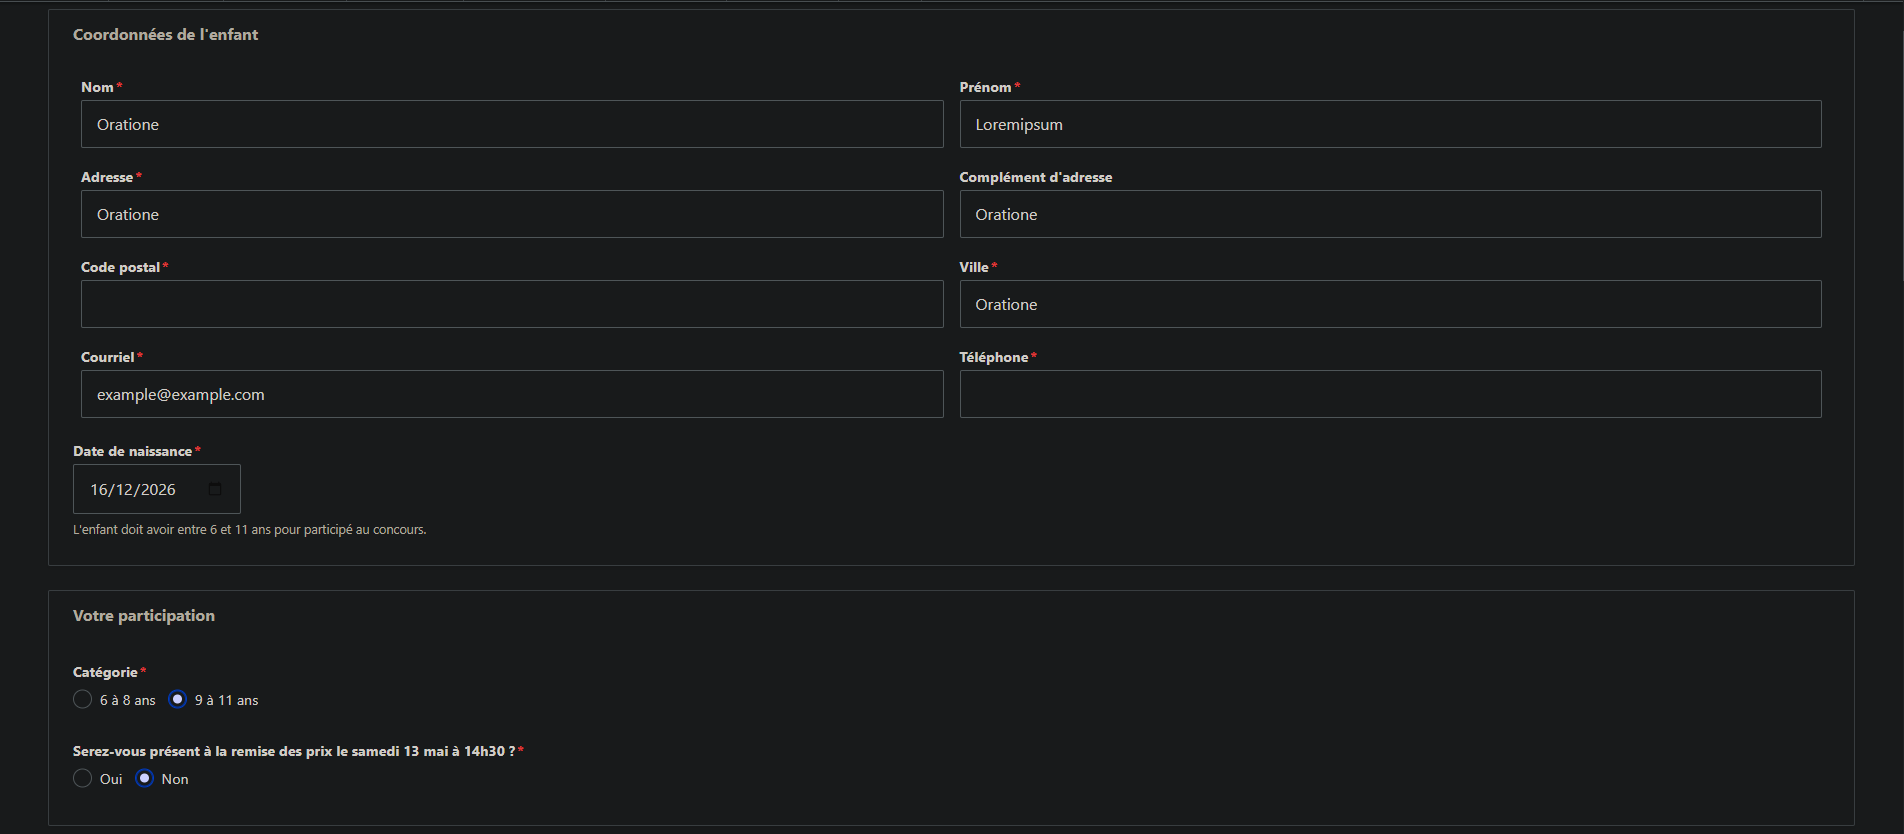 Coordonnées de l'enfant
Nom * Prénom *
Oratione Loremipsum
Adresse * Complément d'adresse
Oratione Oratione
Code postal * Ville *
Oratione
Courriel * Téléphone *
example@example.com
Date de naissance *
16/12/2026
L'enfant doit avoir entre 6 et 11 ans pour participé au concours.
Votre participation
Catégorie *
6 à 8 ans 9 à 11 ans
Serez-vous présent à la remise des prix le samedi 13 mai à 14h30 ? *
Oui Non